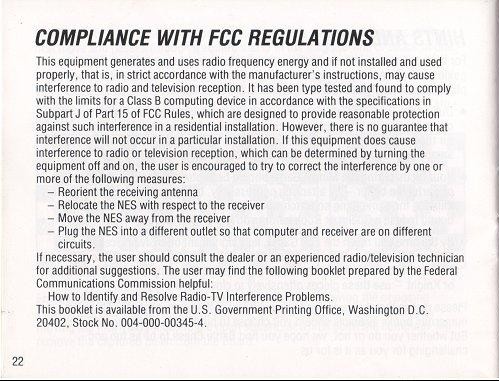 COMPLIANCE WITH FCC REGULATIONS
This equipment generates and uses radio frequency energy and if not installed and used
properly, that is, in strict accordance with the manufacturer's instructions, may cause
interference to radio and television reception. It has been type tested and found to comply
with the limits for a Class B computing device in accordance with the specifications in
Subpart J of Part 15 of FCC Rules, which are designed to provide reasonable protection
against such interference in a residential installation. However, there is no guarantee that
interference will not occur in a particular installation. If this equipment does cause
interference to radio or television reception, which can be determined by turning the
equipment off and on, the user is encouraged to try to correct the interference by one or
more of the following measures:
– Reorient the receiving antenna
– Relocate the NES with respect to the receiver
– Move the NES away from the receiver
– Plug the NES into a different outlet so that computer and receiver are on different
circuits.
If necessary, the user should consult the dealer or an experienced radio/television technician
for additional suggestions. The user may find the following booklet prepared by the Federal
Communications Commission helpful:
How to Identify and Resolve Radio-TV Interference Problems.
This booklet is available from the U.S. Government Printing Office, Washington D.C.
20402, Stock No. 004-000-00345-4.
22